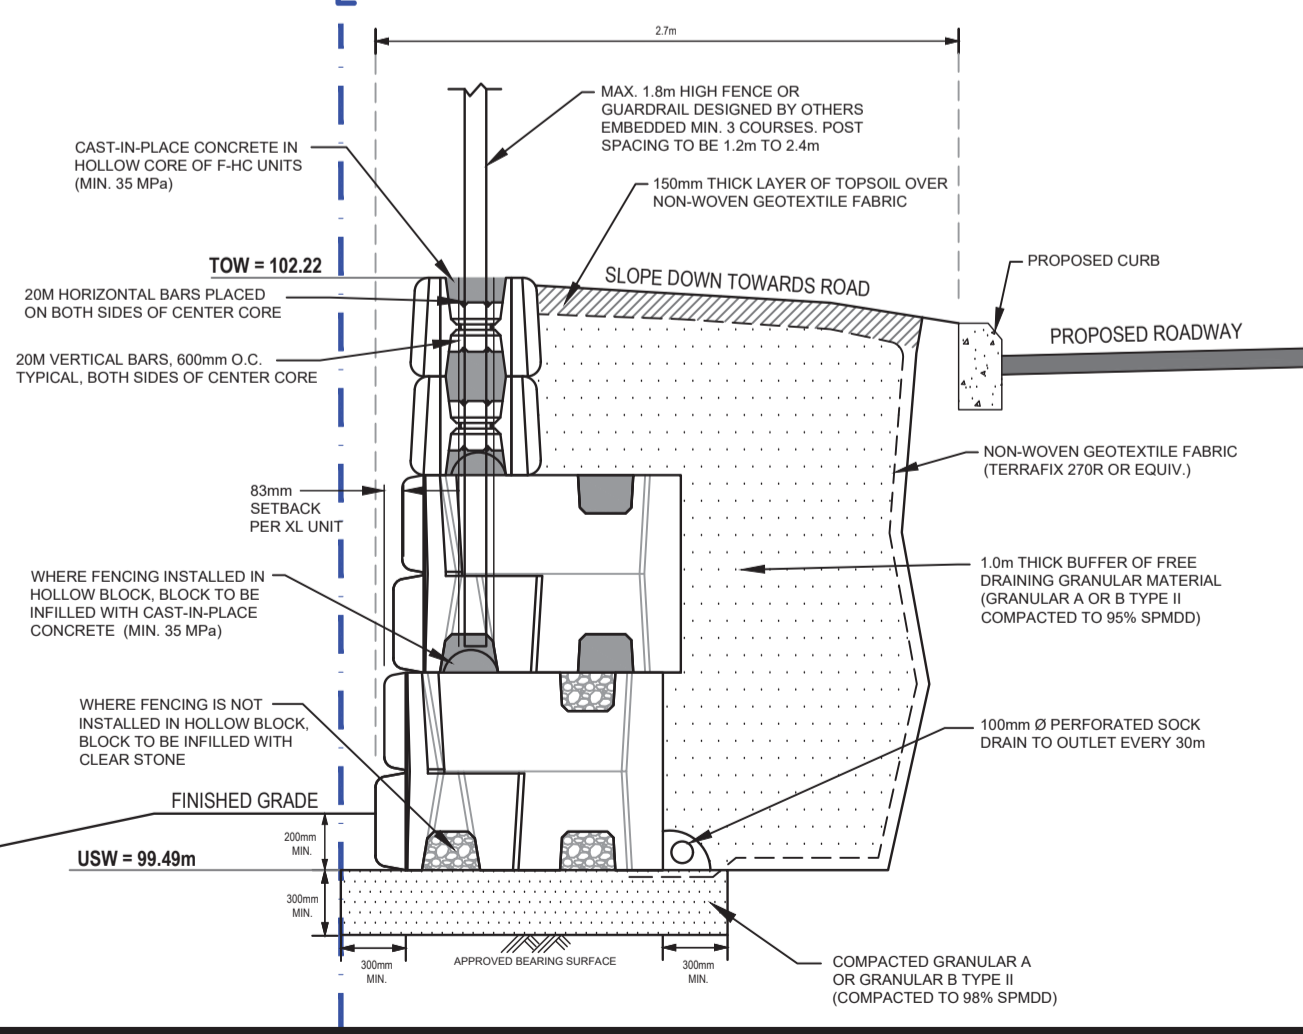 2.7m
MAX. 1.8m HIGH FENCE OR
GUARDRAIL DESIGNED BY OTHERS
EMBEDDED MIN. 3 COURSES. POST
SPACING TO BE 1.2m TO 2.4m
CAST-IN-PLACE CONCRETE IN
HOLLOW CORE OF F-HC UNITS
(MIN. 35 MPa)
150mm THICK LAYER OF TOPSOIL OVER
NON-WOVEN GEOTEXTILE FABRIC
TOW = 102.22
SLOPE DOWN TOWARDS ROAD
PROPOSED CURB
20M HORIZONTAL BARS PLACED
ON BOTH SIDES OF CENTER CORE
PROPOSED ROADWAY
20M VERTICAL BARS, 600mm O.C.
TYPICAL, BOTH SIDES OF CENTER CORE
NON-WOVEN GEOTEXTILE FABRIC
(TERRAFIX 270R OR EQUIV.)
83mm
SETBACK
PER XL UNIT
WHERE FENCING INSTALLED IN
HOLLOW BLOCK, BLOCK TO BE
INFILLED WITH CAST-IN-PLACE
CONCRETE (MIN. 35 MPa)
1.0m THICK BUFFER OF FREE
DRAINING GRANULAR MATERIAL
(GRANULAR A OR B TYPE II
COMPACTED TO 95% SPMDD)
WHERE FENCING IS NOT
INSTALLED IN HOLLOW BLOCK,
BLOCK TO BE INFILLED WITH
CLEAR STONE
100mm Ø PERFORATED SOCK
DRAIN TO OUTLET EVERY 30m
FINISHED GRADE
200mm
MIN.
USW = 99.49m
300mm
MIN.
300mm
MIN.
APPROVED BEARING SURFACE
300mm
MIN.
COMPACTED GRANULAR A
OR GRANULAR B TYPE II
(COMPACTED TO 98% SPMDD)